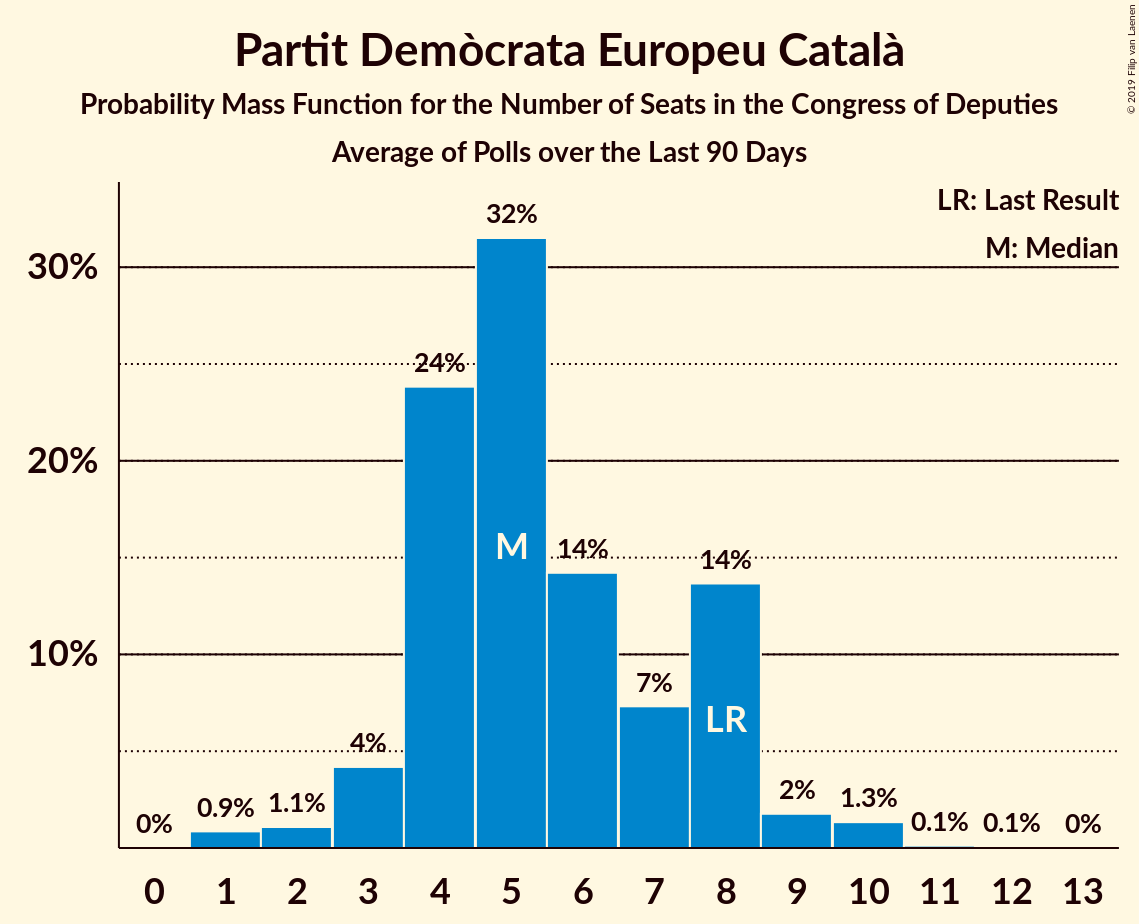 Partit Demòcrata Europeu Català
Probability Mass Function for the Number of Seats in the Congress of Deputies
Average of Polls over the Last 90 Days
© 2019 Filip van Laenen
LR: Last Result
M: Median
30%
20%
10%
0%
0.9%
1.1%
4%
24%
32%
14%
7%
14%
2%
1.3%
0.1%
0.1%
0%
M
LR
0 1 2 3 4 5 6 7 8 9 10 11 12 13